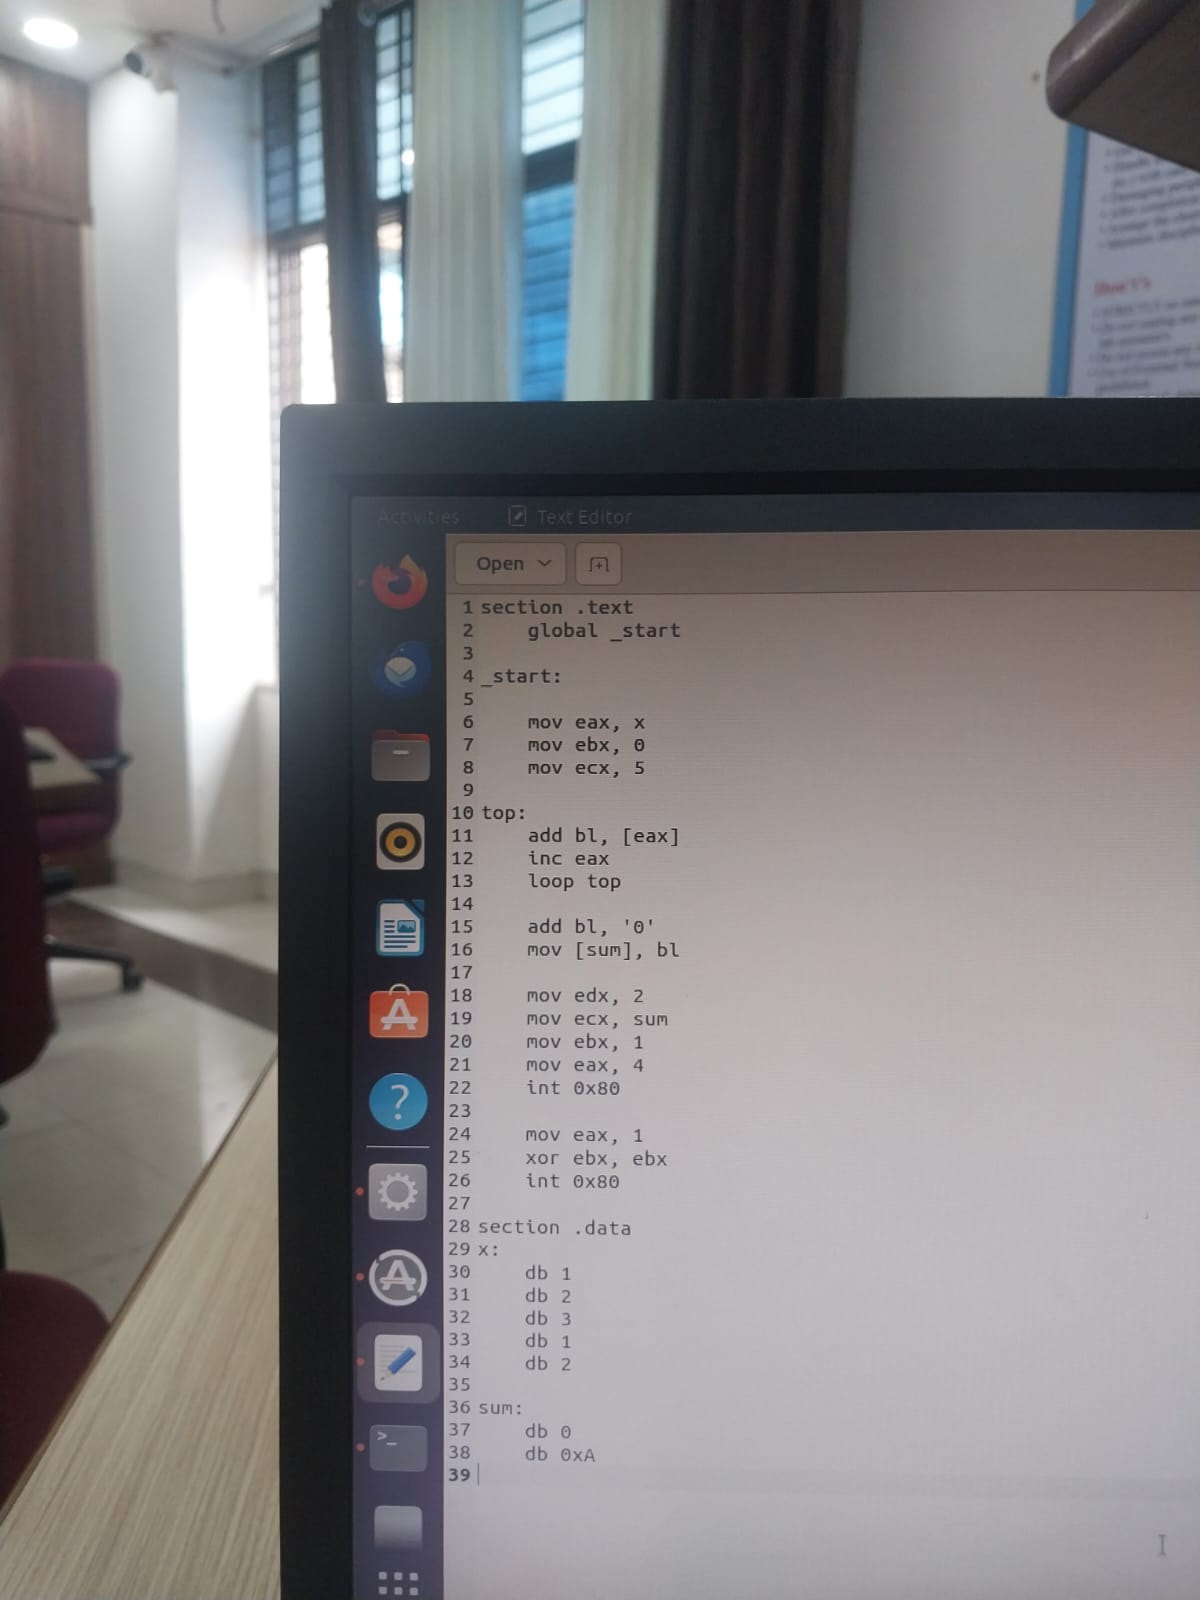 Don't's
Activities Text Editor
Open
1 section .text
2 global _start
3
4 _start:
5
6 mov eax, x
7 mov ebx, 0
8 mov ecx, 5
9
10 top:
11 add bl, [eax]
12 inc eax
13 loop top
14
15 add bl, '0'
16 mov [sum], bl
17
18 mov edx, 2
19 mov ecx, sum
20 mov ebx, 1
21 mov eax, 4
22 int 0x80
23
24 mov eax, 1
25 xor ebx, ebx
26 int 0x80
27
28 section .data
29 x:
30 db 1
31 db 2
32 db 3
33 db 1
34 db 2
35
36 sum:
37 db 0
38 db 0xA
39